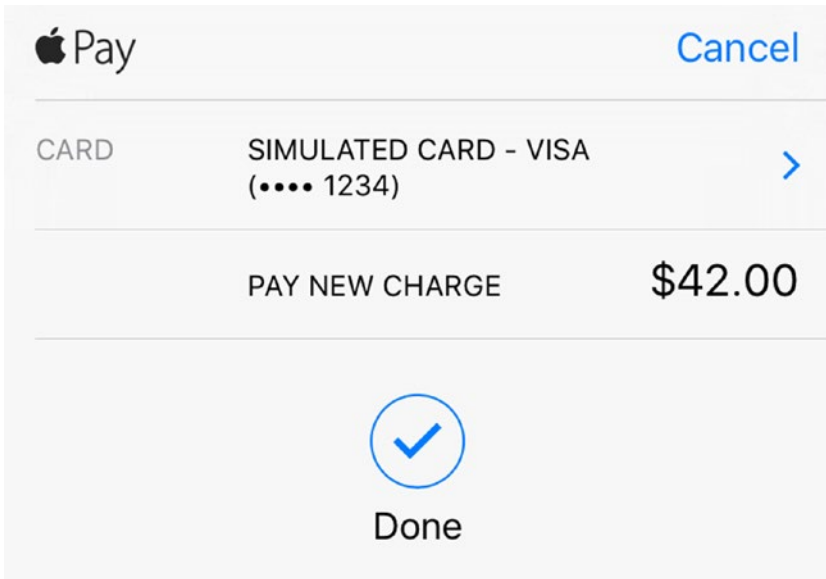 Pay
Cancel
CARD
SIMULATED CARD - VISA
(•••• 1234)
PAY NEW CHARGE
$42.00
Done